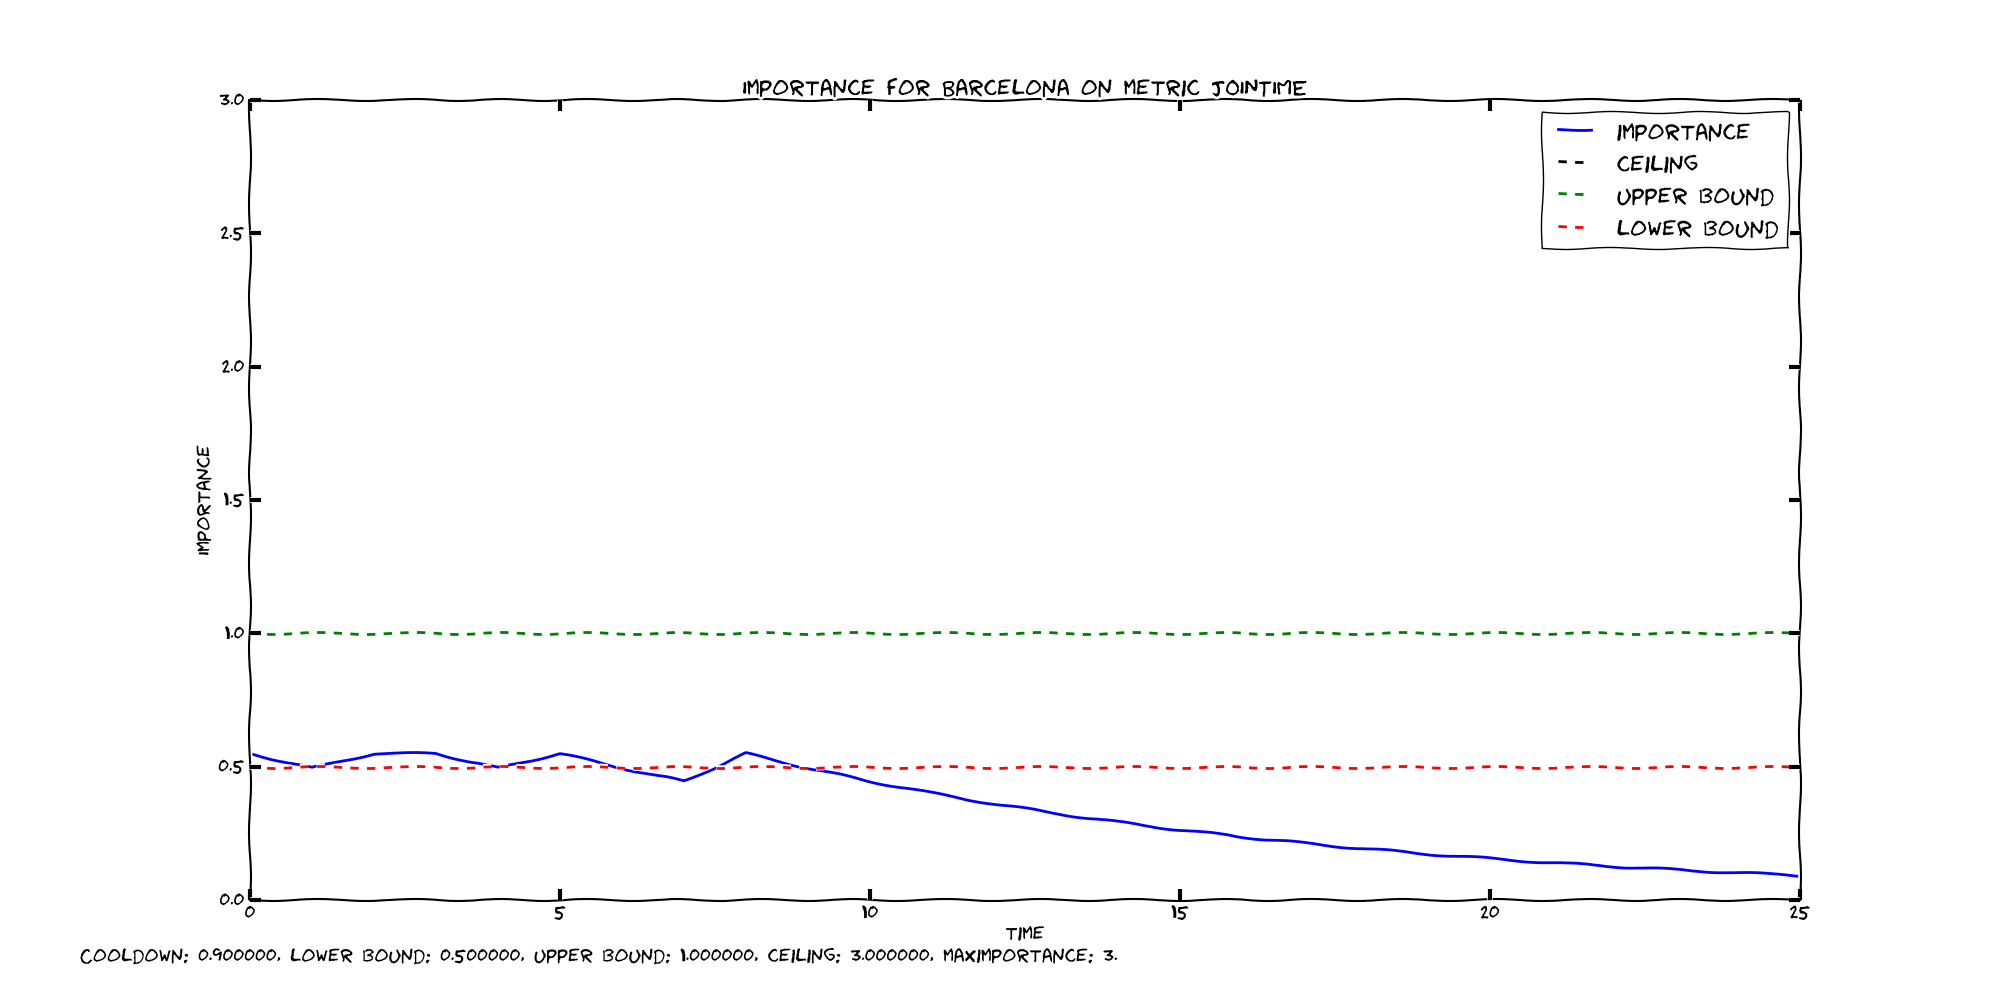 IMPORTANCE FOR BARCELONA ON METRIC JOINTIME
3.0
2.5
2.0
1.5
1.0
0.5
0.0
IMPORTANCE
IMPORTANCE
CEILING
UPPER BOUND
LOWER BOUND
0 5 10 15 20 25
TIME
COOLDOWN: 0.900000, LOWER BOUND: 0.500000, UPPER BOUND: 1.000000, CEILING: 3.000000, MAXIMPORTANCE: 3.